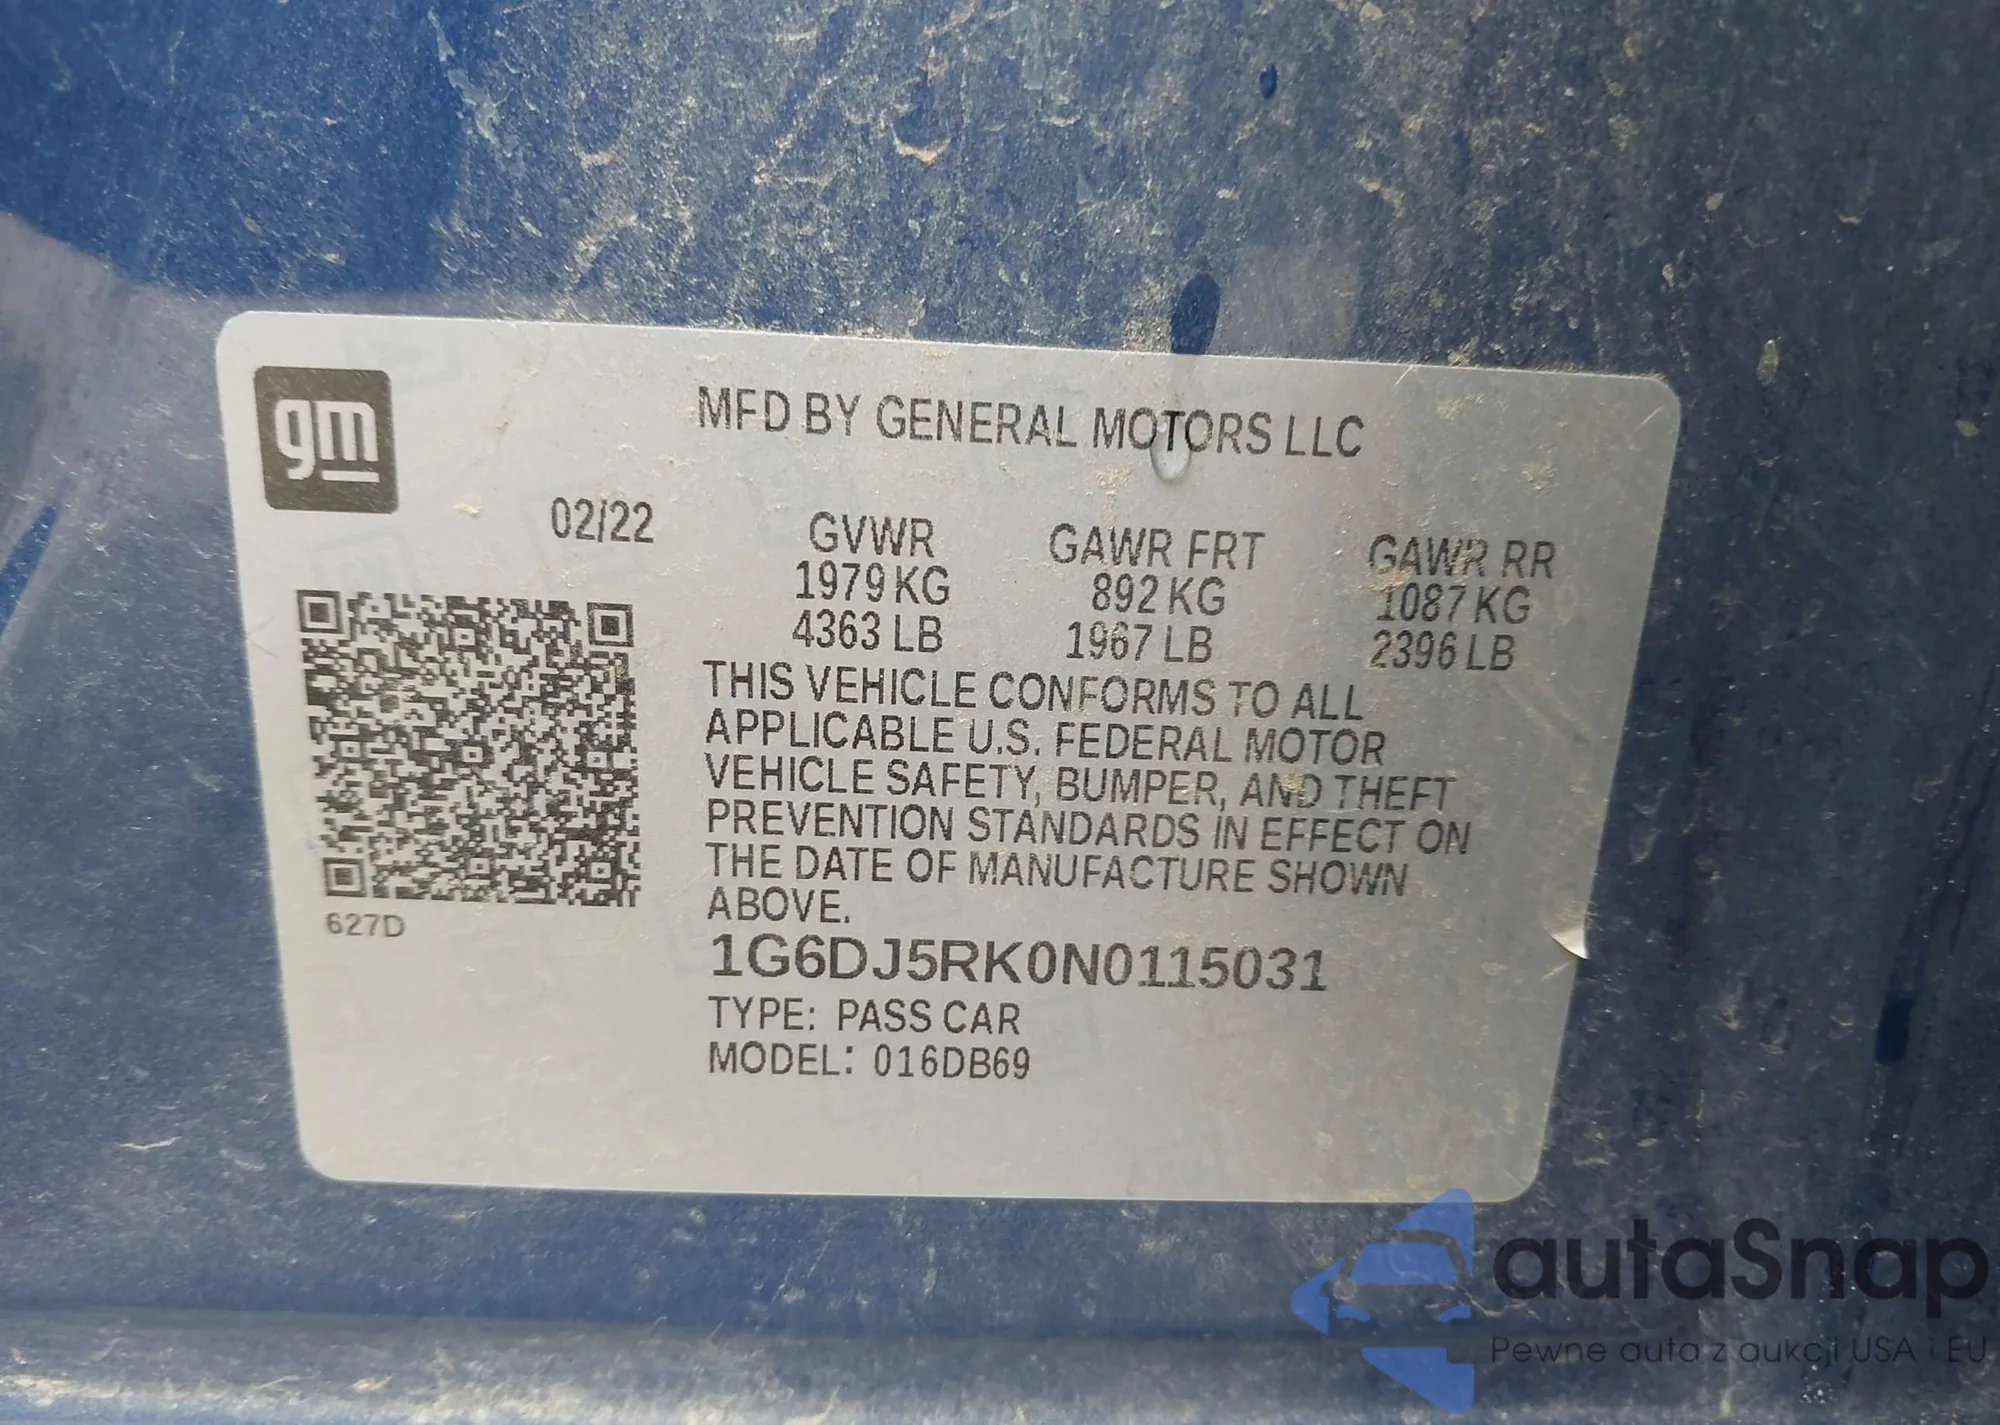 gm
MFD BY GENERAL MOTORS LLC
02/22
GVWR GAWR FRT GAWR RR
1979 KG 892 KG 1087 KG
4363 LB 1967 LB 2396 LB
THIS VEHICLE CONFORMS TO ALL
APPLICABLE U.S. FEDERAL MOTOR
VEHICLE SAFETY, BUMPER, AND THEFT
PREVENTION STANDARDS IN EFFECT ON
THE DATE OF MANUFACTURE SHOWN
ABOVE.
627D
1G6DJ5RK0N0115031
TYPE: PASS CAR
MODEL: 016DB69
autaSnap
Pewne auta z aukcji USA i EU